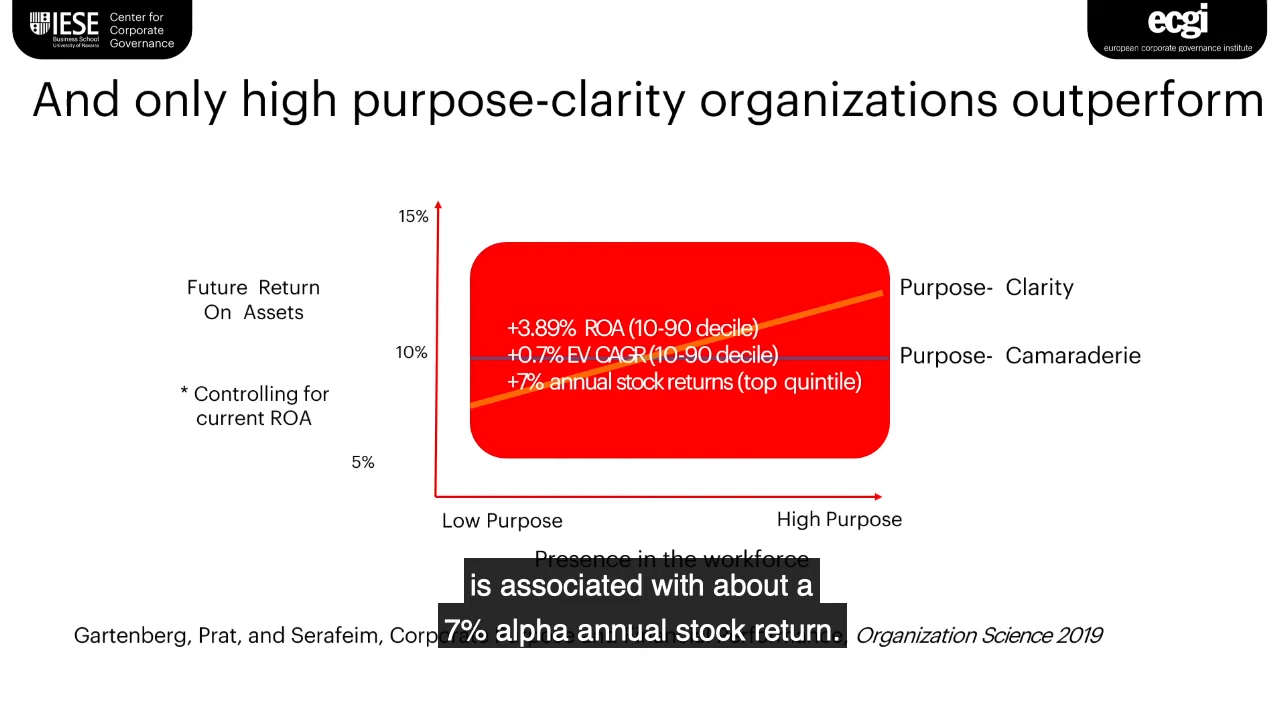 IESE
Business School
University of Navarra
Center for
Corporate
Governance
ecgi
european corporate governance institute
And only high purpose-clarity organizations outperform
15%
Future Return
On Assets
Purpose- Clarity
+3.89% ROA (10-90 decile)
+0.7% EV CAGR (10-90 decile)
+7% annual stock returns (top quintile)
10%
Purpose- Camaraderie
* Controlling for
current ROA
5%
Low Purpose
High Purpose
Presence in the workforce
is associated with about a
7% alpha annual stock return.
Gartenberg, Prat, and Serafeim, Organization Science 2019